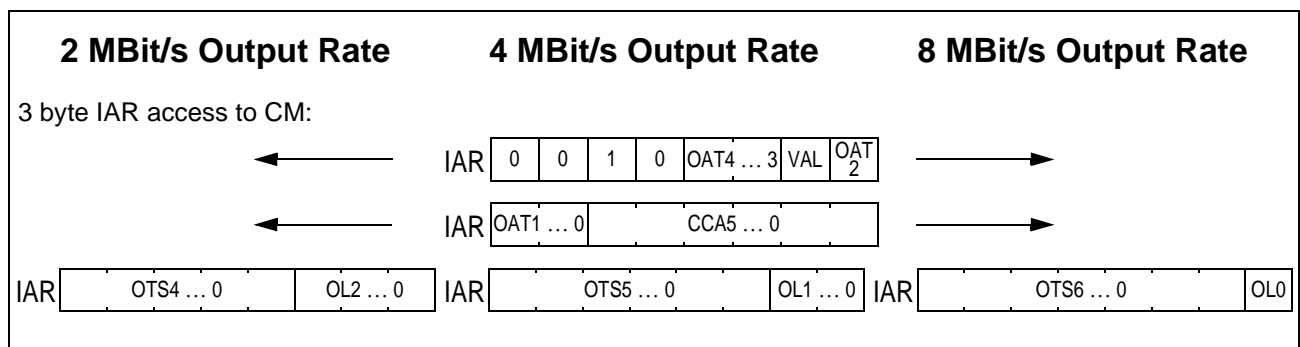 2 MBit/s Output Rate 4 MBit/s Output Rate 8 MBit/s Output Rate
3 byte IAR access to CM:
IAR 0 0 1 0 OAT4 … 3 VAL OAT 2
IAR OAT1 … 0 CCA5 … 0
IAR OTS4 … 0 OL2 … 0 IAR OTS5 … 0 OL1 … 0 IAR OTS6 … 0 OL0